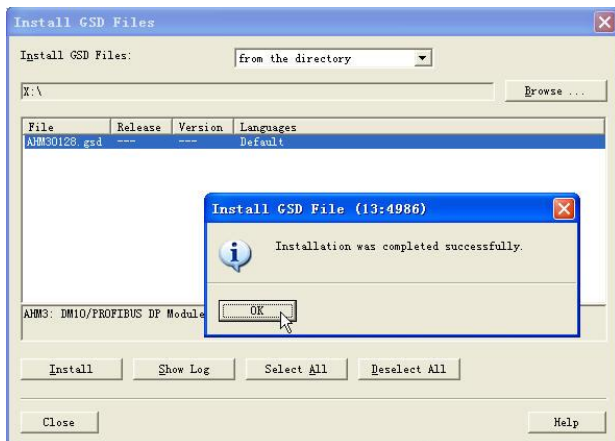 Install GSD Files
Install GSD Files:
from the directory
X:\
Browse ...
File Release Version Languages
AHM30128.gsd --- --- Default
Install GSD File (13:4986)
Installation was completed successfully.
OK
AHM3: DM10/PROFIBUS DP Module
Install
Show Log
Select All
Deselect All
Close
Help